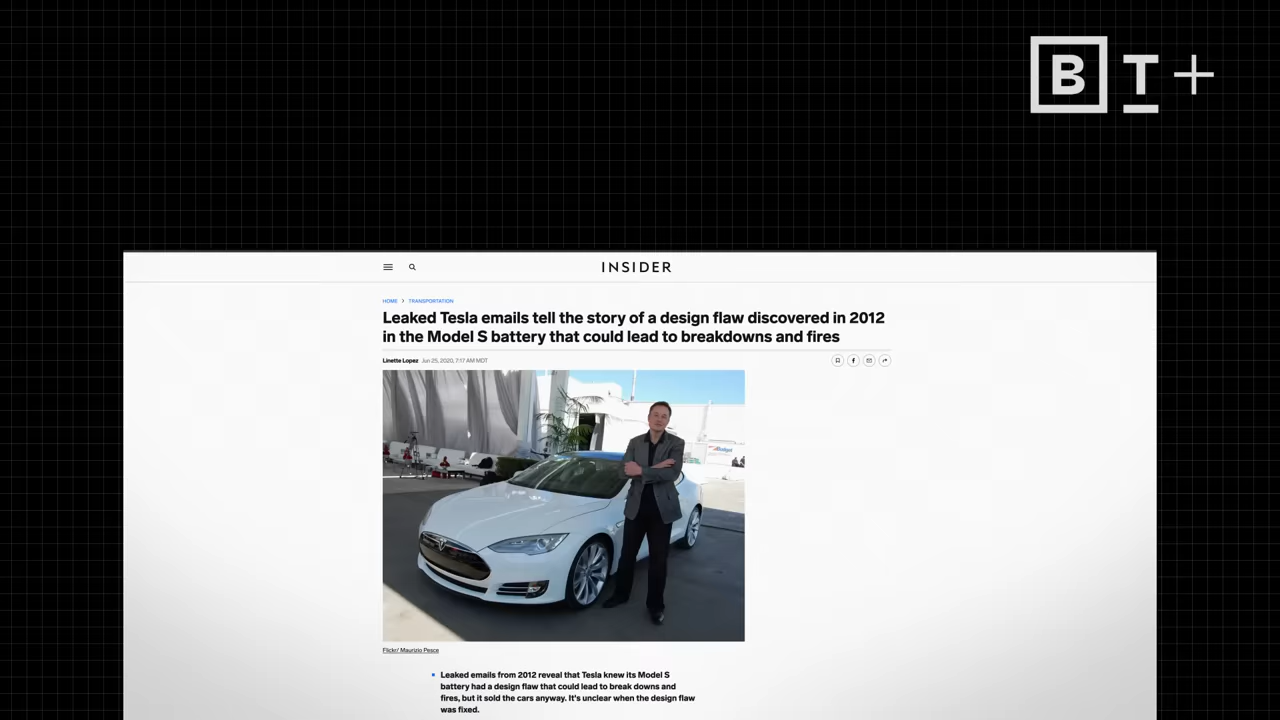 B T +
INSIDER
HOME > TRANSPORTATION
Leaked Tesla emails tell the story of a design flaw discovered in 2012
in the Model S battery that could lead to breakdowns and fires
Linette Lopez Jun 25, 2020, 7:17 AM MDT
Flickr/ Maurizio Pesce
Leaked emails from 2012 reveal that Tesla knew its Model S
battery had a design flaw that could lead to break downs and
fires, but it sold the cars anyway. It's unclear when the design flaw
was fixed.